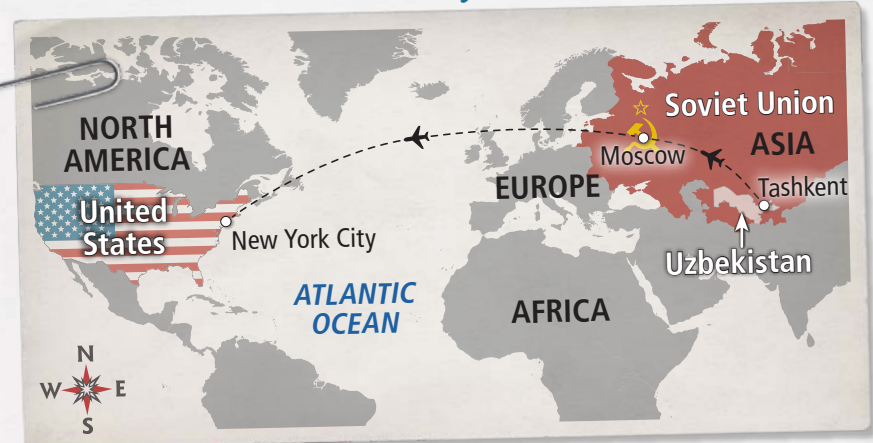 NORTH
AMERICA
United
States
New York City
ATLANTIC
OCEAN
EUROPE
AFRICA
Soviet Union
ASIA
Moscow
Tashkent
Uzbekistan
N
W
E
S